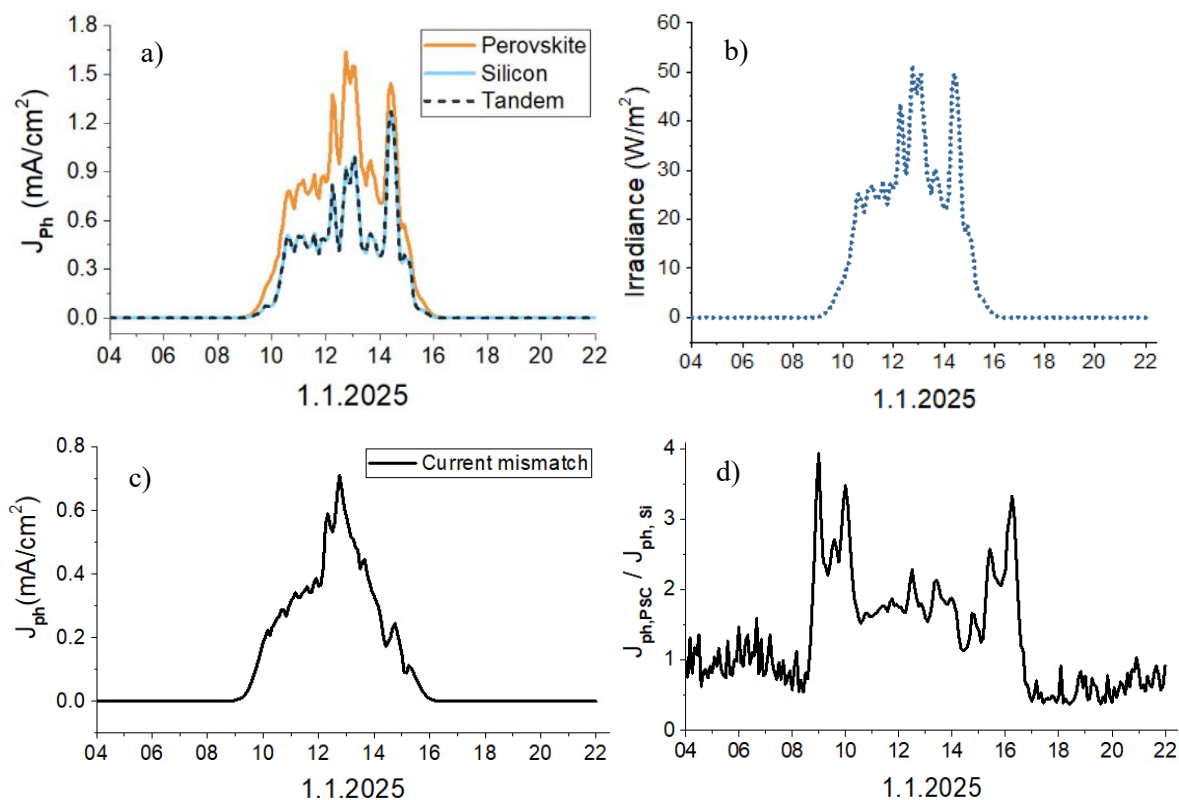 a)
J_Ph (mA/cm²)
1.8
1.5
1.2
0.9
0.6
0.3
0.0
Perovskite
Silicon
Tandem
04 06 08 10 12 14 16 18 20 22
1.1.2025
b)
Irradiance (W/m²)
60
50
40
30
20
10
0
04 06 08 10 12 14 16 18 20 22
1.1.2025
c)
J_ph (mA/cm²)
0.8
0.6
0.4
0.2
0.0
Current mismatch
04 06 08 10 12 14 16 18 20 22
1.1.2025
d)
J_ph,PSC / J_ph, Si
4
3
2
1
0
04 06 08 10 12 14 16 18 20 22
1.1.2025